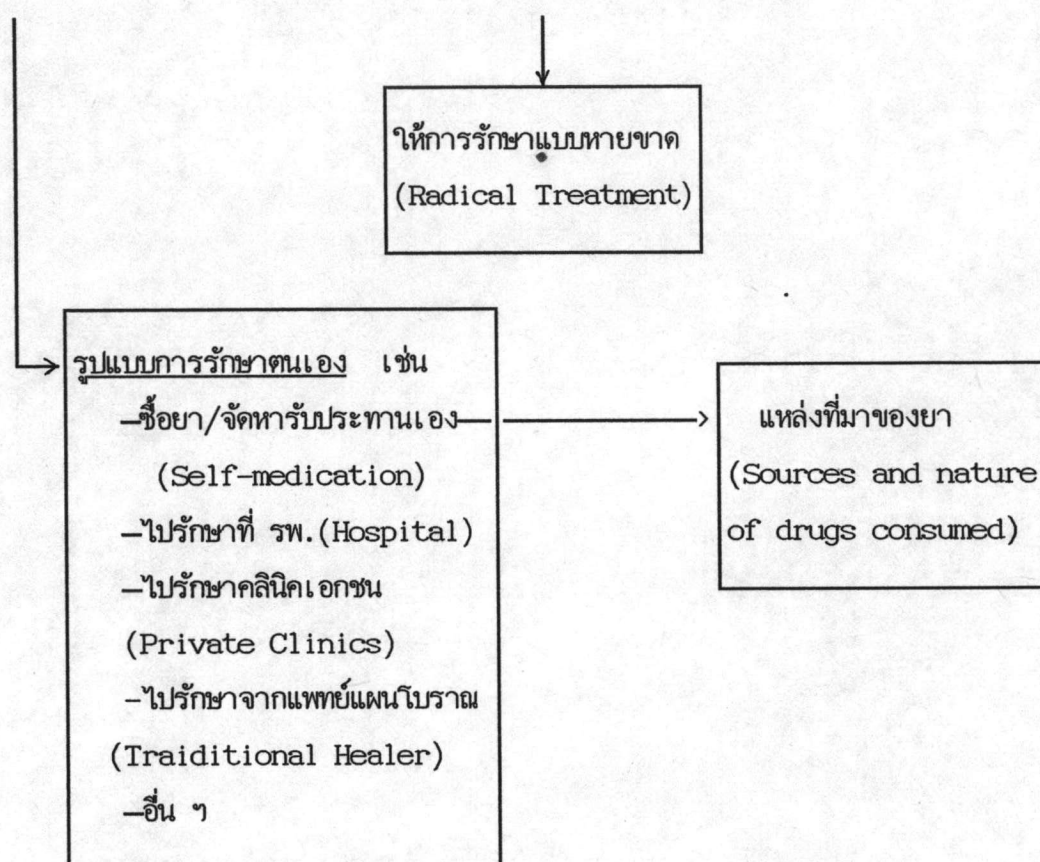 ให้การรักษาแบบหายขาด
(Radical Treatment)
รูปแบบการรักษาตนเอง เช่น
—ซื้อยา/จัดหารับประทานเอง
(Self-medication)
—ไปรักษาที่ รพ.(Hospital)
—ไปรักษาคลินิคเอกชน
(Private Clinics)
-ไปรักษาจากแพทย์แผนโบราณ
(Traiditional Healer)
—อื่น ๆ
แหล่งที่มาของยา
(Sources and nature
of drugs consumed)